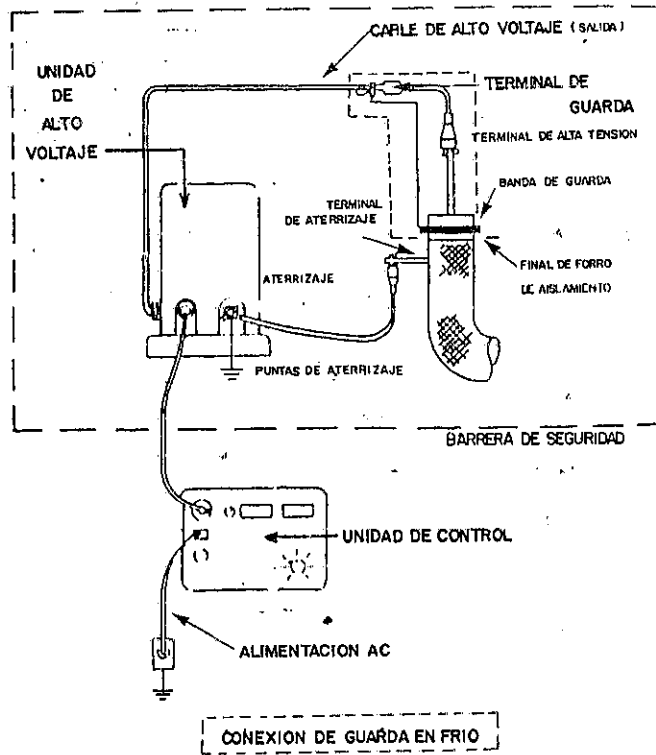 CABLE DE ALTO VOLTAJE (SALIDA)
UNIDAD
DE
ALTO
VOLTAJE
TERMINAL DE
GUARDA
TERMINAL DE ALTA TENSION
BANDA DE GUARDA
TERMINAL
DE ATERRIZAJE
FINAL DE FORRO
DE AISLAMIENTO
ATERRIZAJE
PUNTAS DE ATERRIZAJE
BARRERA DE SEGURIDAD
UNIDAD DE CONTROL
ALIMENTACION AC
CONEXION DE GUARDA EN FRIO